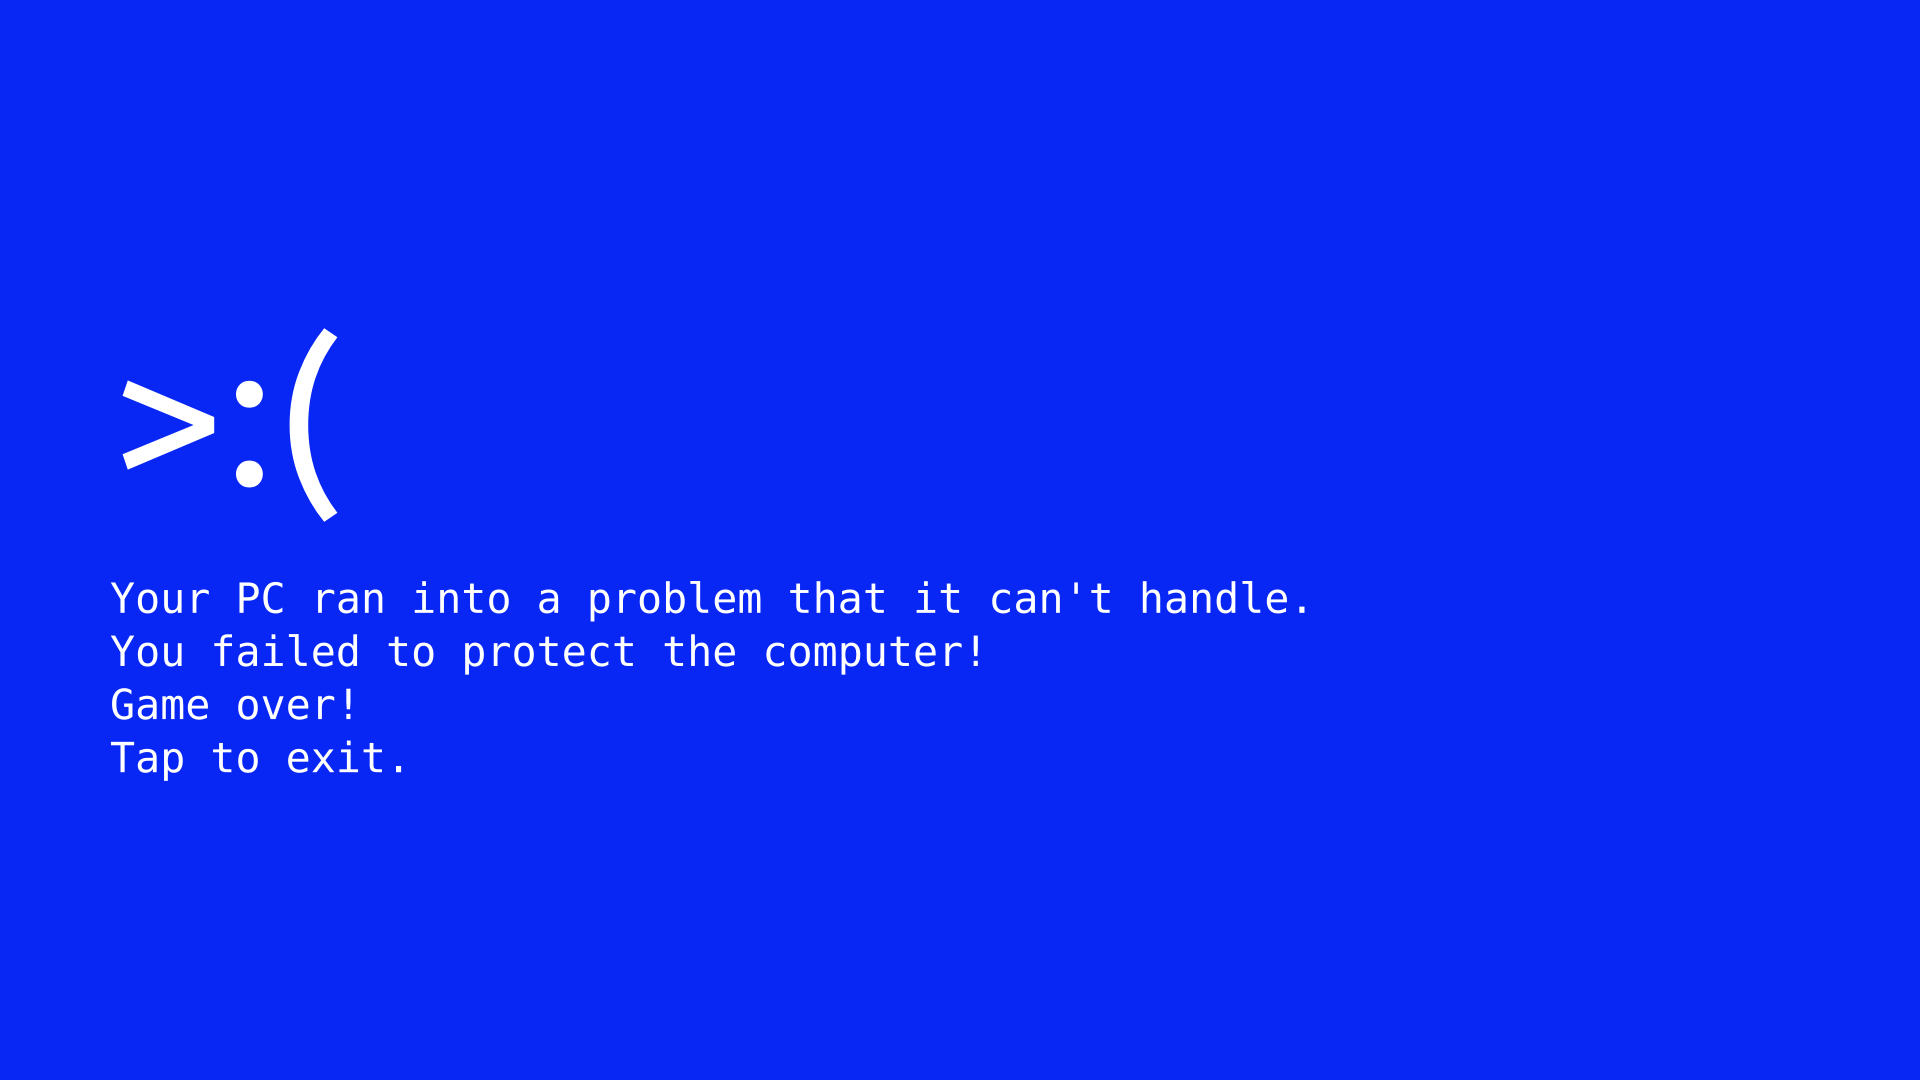 >:(
Your PC ran into a problem that it can't handle.
You failed to protect the computer!
Game over!
Tap to exit.